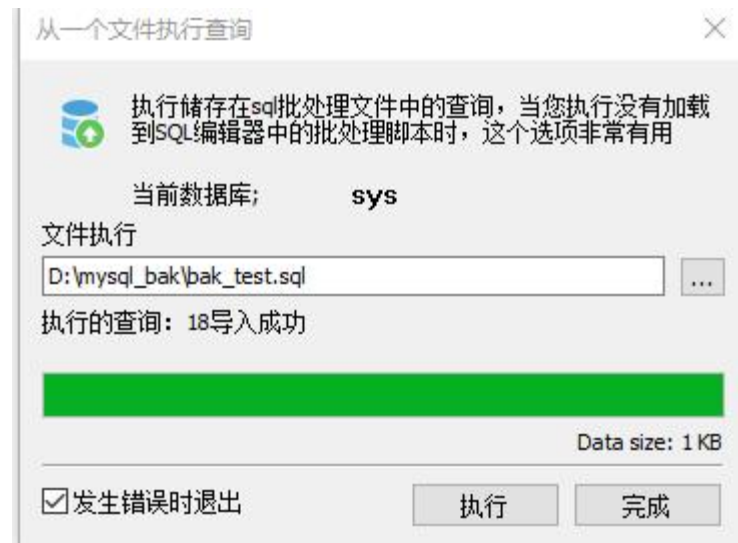 从一个文件执行查询
执行储存在sql批处理文件中的查询，当您执行没有加载
到SQL编辑器中的批处理脚本时，这个选项非常有用
当前数据库; sys
文件执行
D:\mysql_bak\bak_test.sql ...
执行的查询：18导入成功
Data size: 1 KB
发生错误时退出 执行 完成